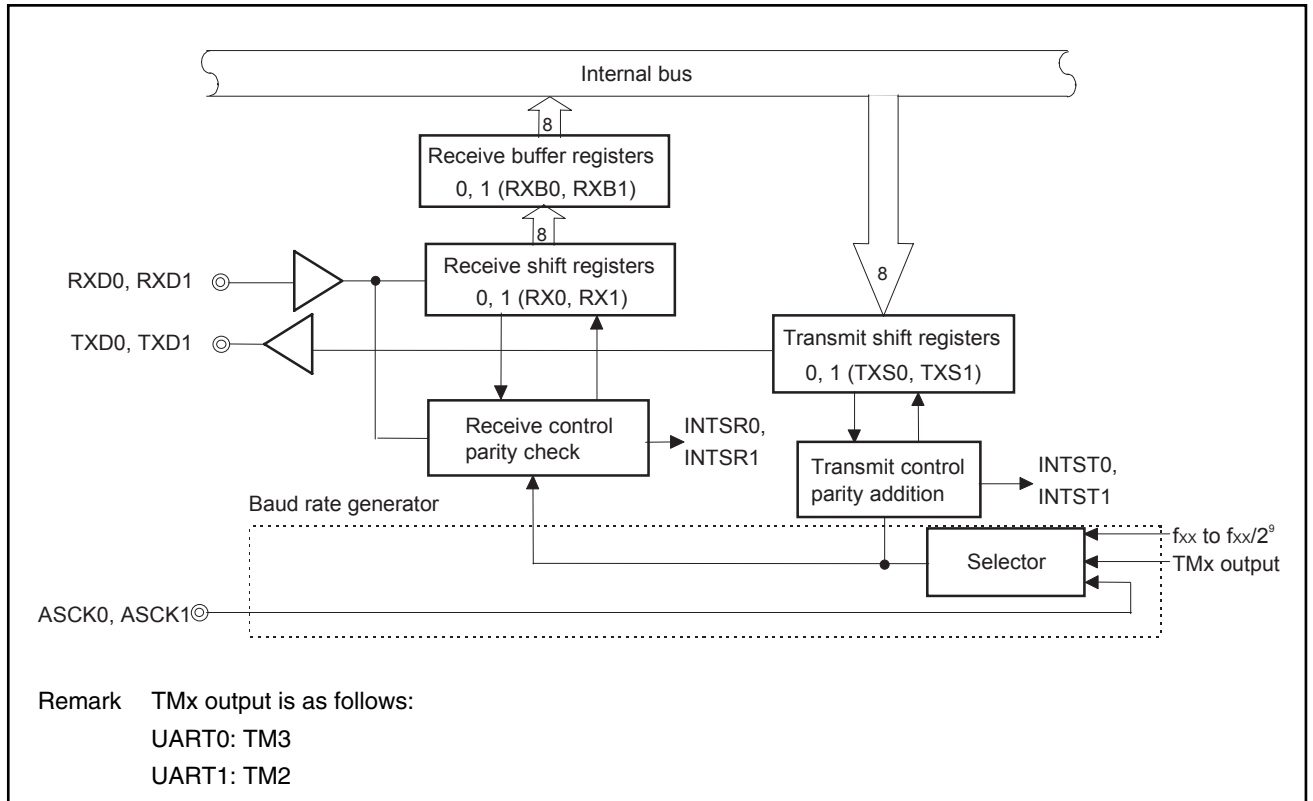 Internal bus
8
Receive buffer registers
0, 1 (RXB0, RXB1)
8
Receive shift registers
0, 1 (RX0, RX1)
RXD0, RXD1
TXD0, TXD1
8
Transmit shift registers
0, 1 (TXS0, TXS1)
Receive control
parity check
INTSR0,
INTSR1
Transmit control
parity addition
INTST0,
INTST1
Baud rate generator
Selector
fxx to fxx/2⁹
TMx output
ASCK0, ASCK1
Remark TMx output is as follows:
UART0: TM3
UART1: TM2